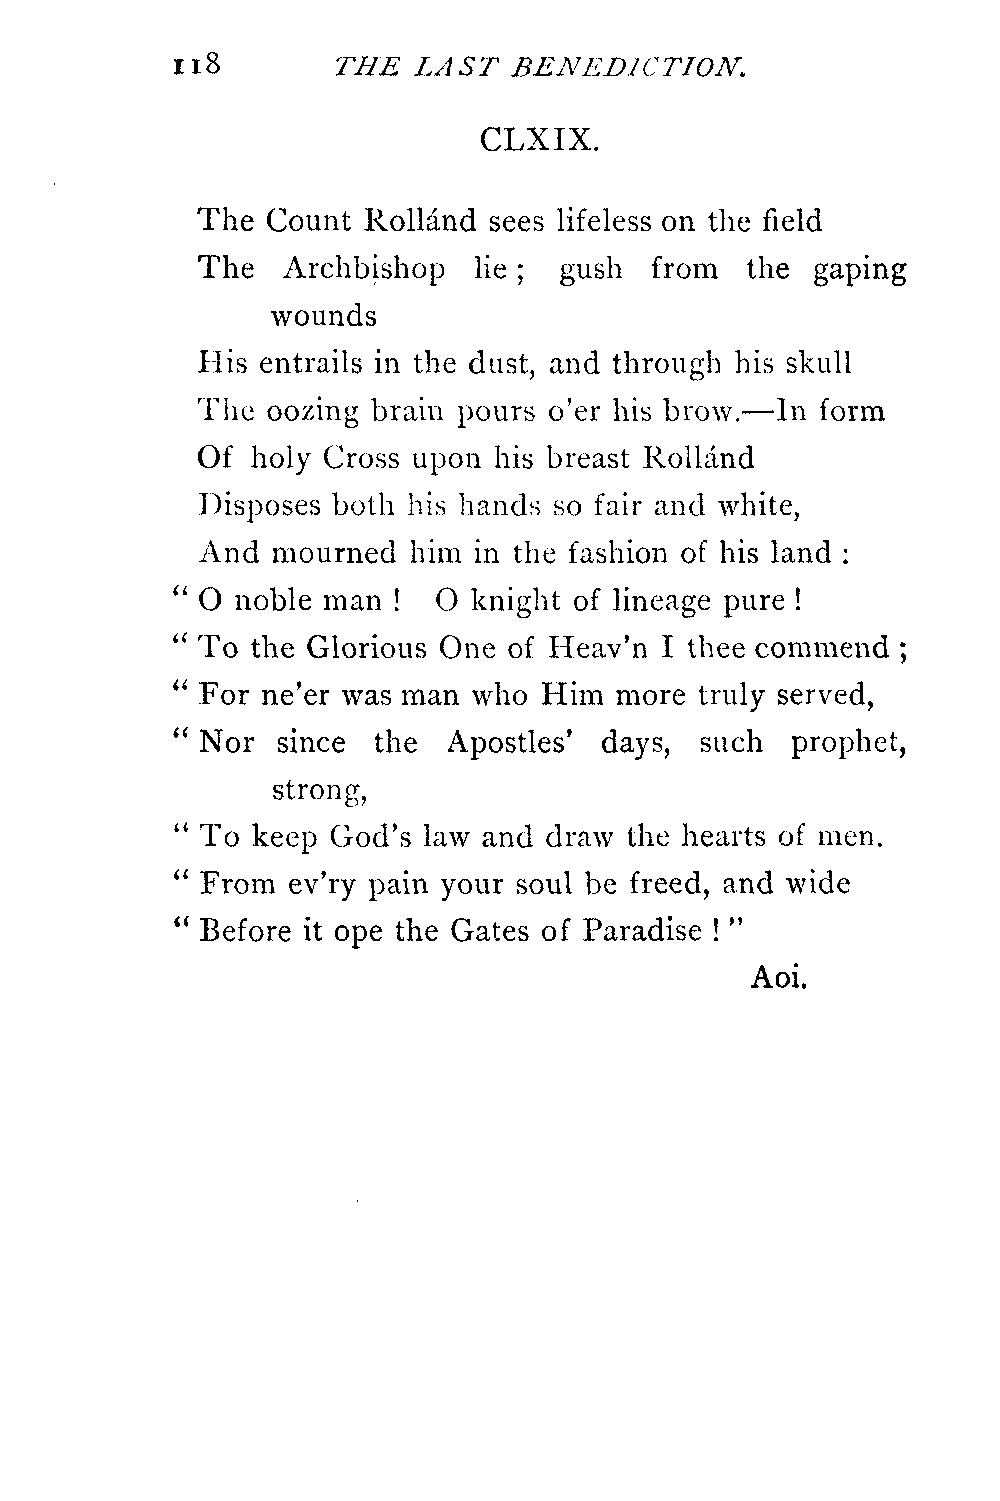 118 THE LAST BENEDICTION.
CLXIX.
The Count Rollánd sees lifeless on the field
The Archbishop lie ; gush from the gaping
wounds
His entrails in the dust, and through his skull
The oozing brain pours o'er his brow.—In form
Of holy Cross upon his breast Rollánd
Disposes both his hands so fair and white,
And mourned him in the fashion of his land :
“ O noble man ! O knight of lineage pure !
“ To the Glorious One of Heav'n I thee commend ;
“ For ne'er was man who Him more truly served,
“ Nor since the Apostles' days, such prophet,
strong,
“ To keep God's law and draw the hearts of men.
“ From ev'ry pain your soul be freed, and wide
“ Before it ope the Gates of Paradise ! ”
Aoi.